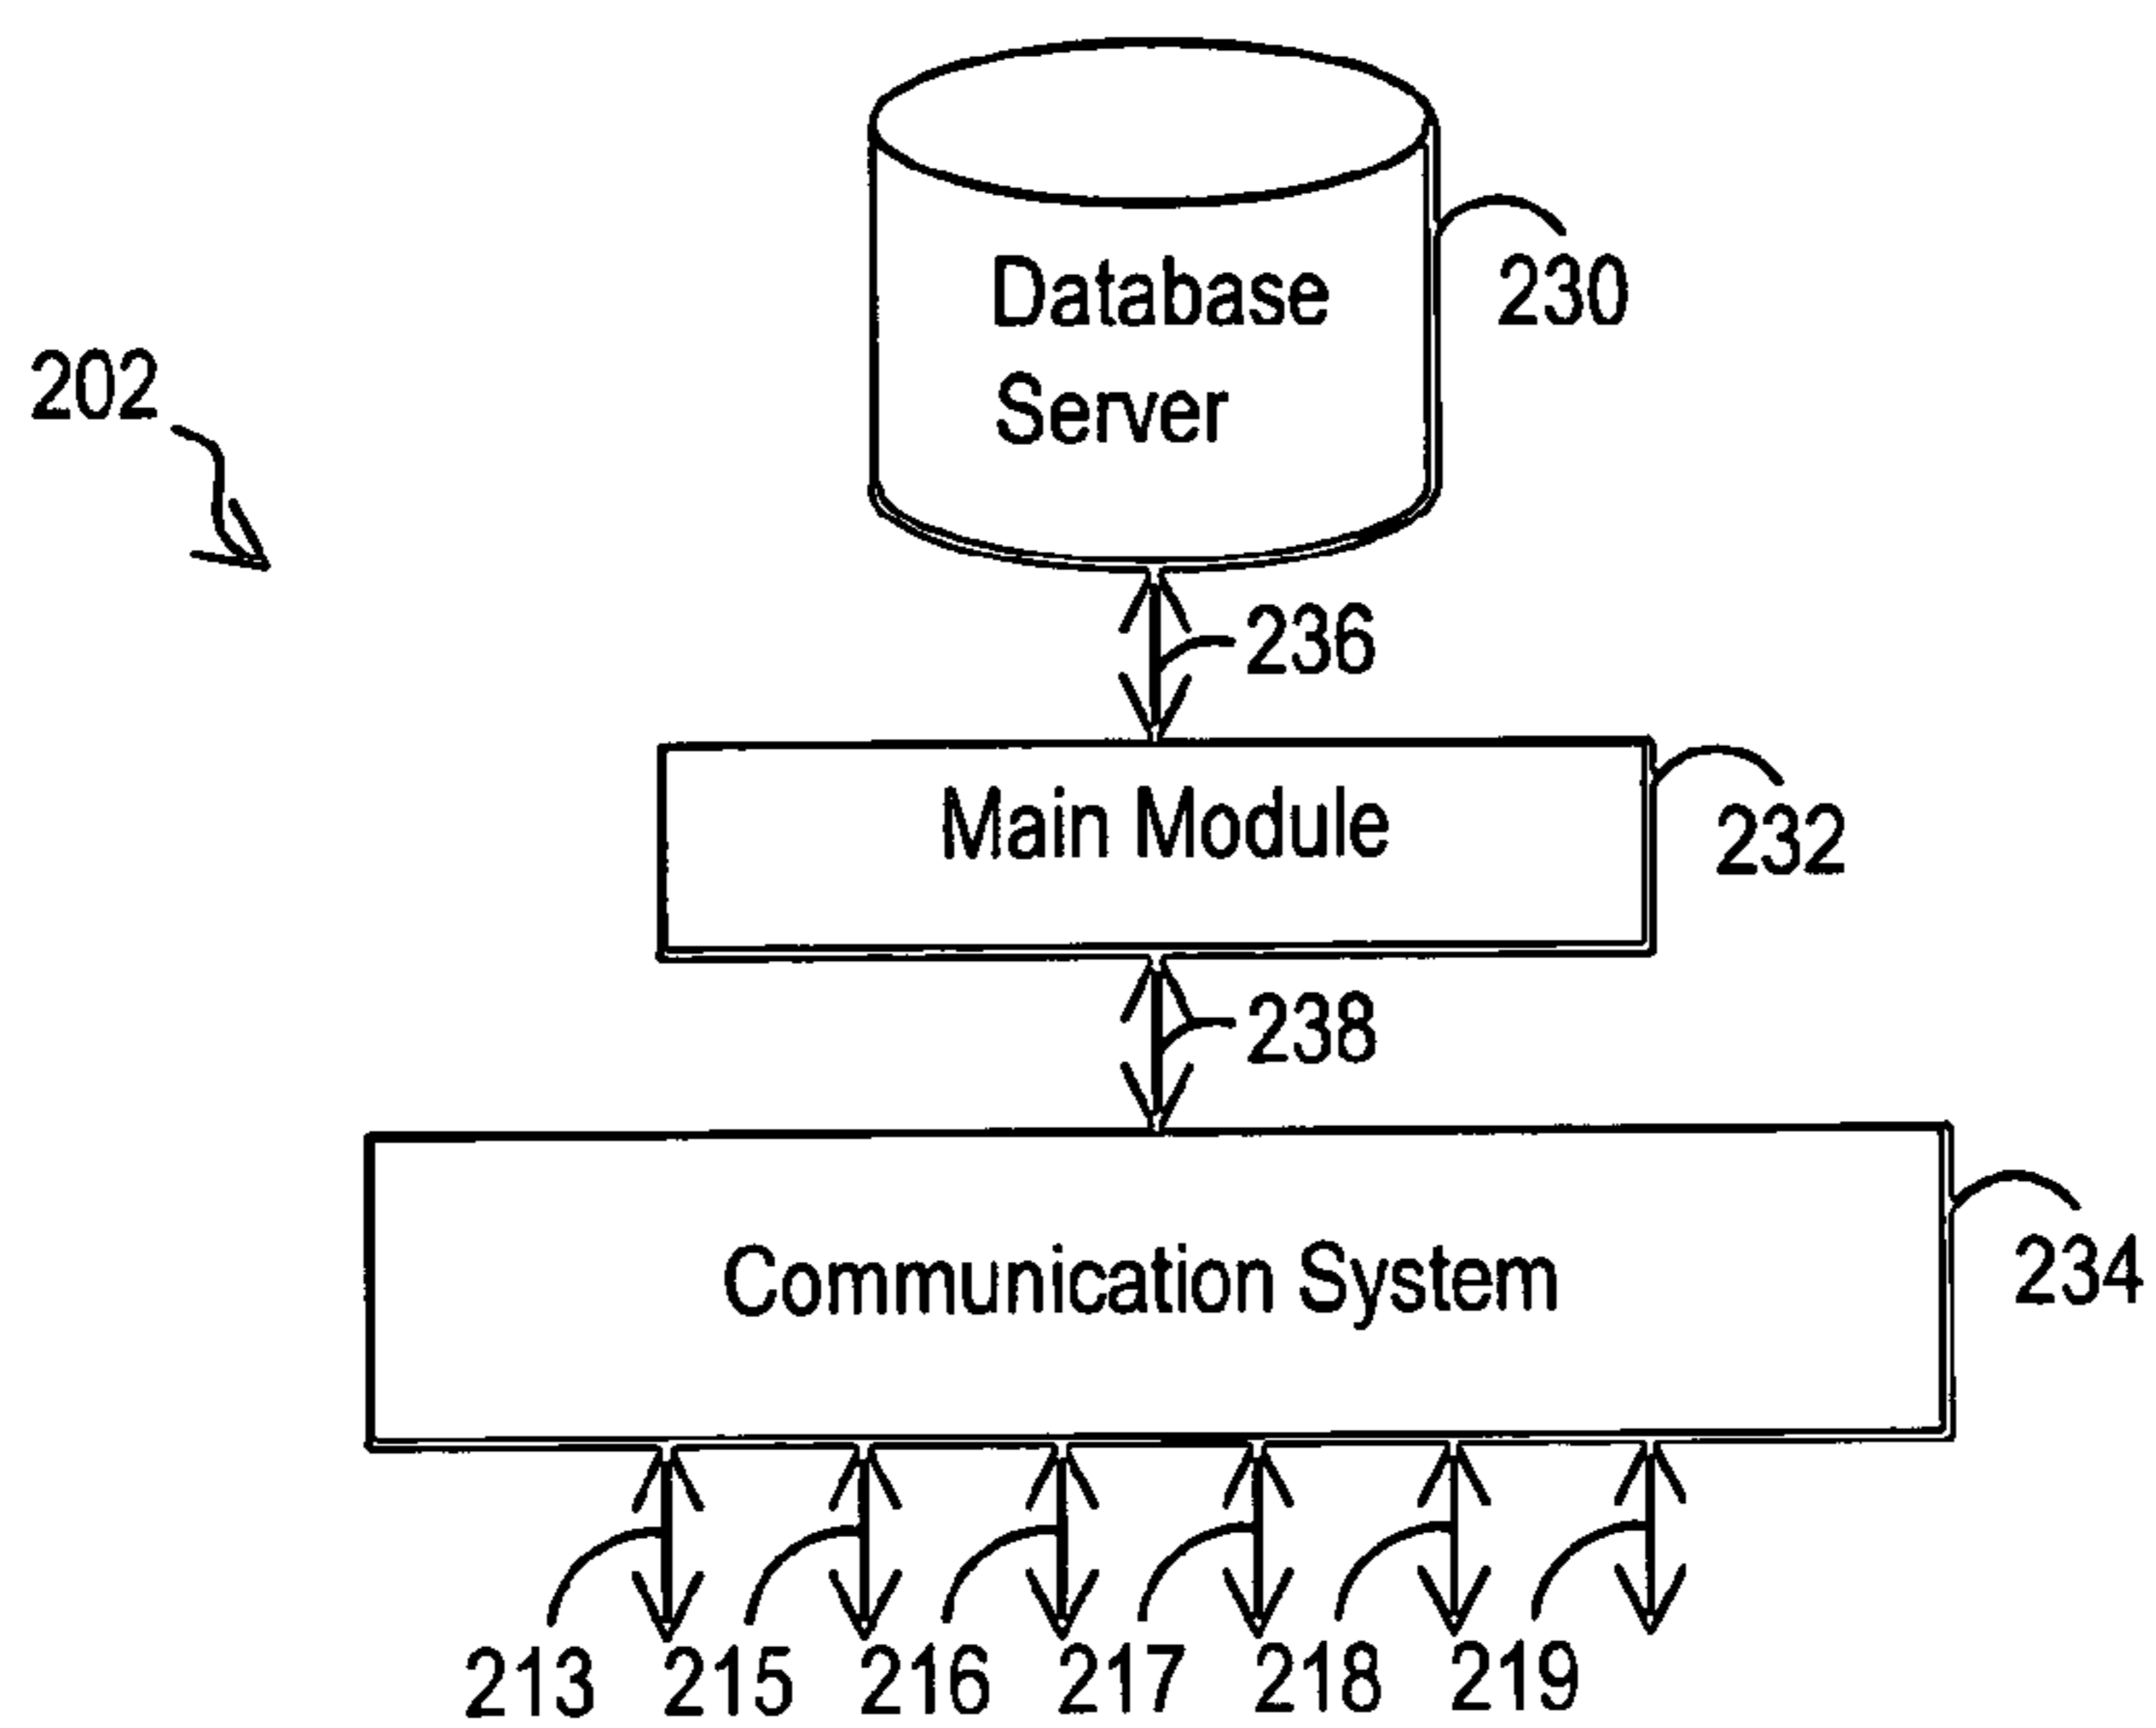 Database
Server
230
202
236
Main Module
232
238
Communication System
234
213 215 216 217 218 219